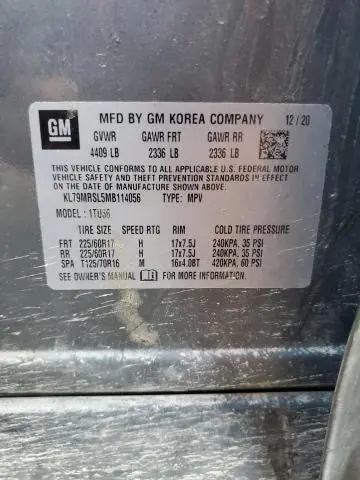 GM
MFD BY GM KOREA COMPANY 12/20
GVWR GAWR FRT GAWR RR
4409 LB 2336 LB 2336 LB
THIS VEHICLE CONFORMS TO ALL APPLICABLE U.S. FEDERAL MOTOR
VEHICLE SAFETY AND THEFT
PREVENTION STANDARDS IN EFFECT ON THE DATE OF MANUFACTURE SHOWN ABOVE.
KL79MRSL5MB114056 TYPE: MPV
MODEL: 1TU56
TIRE SIZE SPEED RTG RIM COLD TIRE PRESSURE
FRT 225/60R17 H 17x7.5J 240KPA, 35 PSI
RR 225/60R17 H 17x7.5J 240KPA, 35 PSI
SPA T125/70R16 M 16x4.0BT 420KPA, 60 PSI
SEE OWNER'S MANUAL FOR MORE INFORMATION.